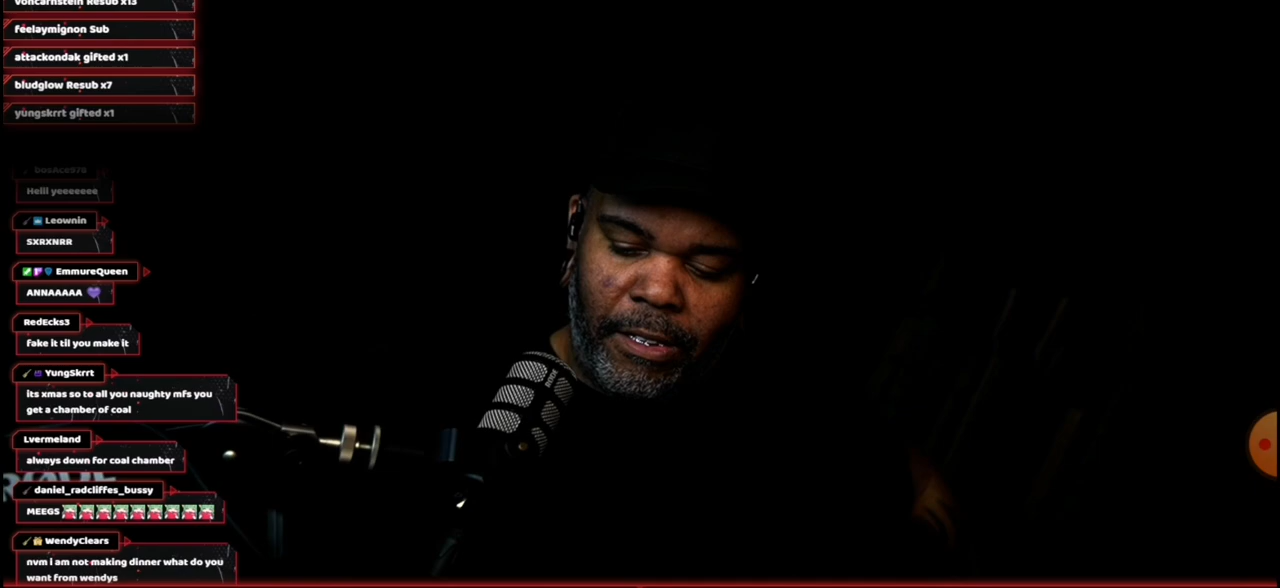 voncarnstein Resub x13
feelaymignon Sub
attackondak gifted x1
bludglow Resub x7
yungskrrt gifted x1
bosAce976
Helll yeeeeeee
Leownin
SXRXNRR
EmmureQueen
ANNAAAAA
RedEcks3
fake it til you make it
YungSkrrt
its xmas so to all you naughty mfs you
get a chamber of coal
Lvermeland
always down for coal chamber
daniel_radcliffes_bussy
MEEGS
WendyClears
nvm i am not making dinner what do you
want from wendys